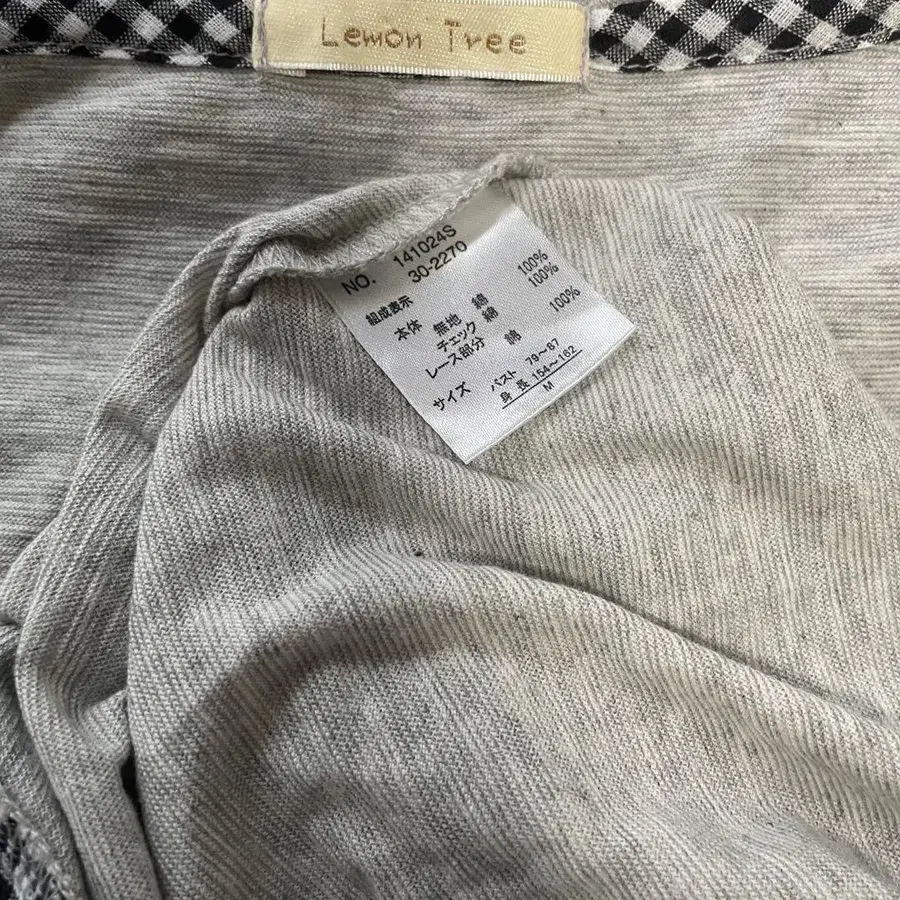 Lemon Tree
NO. 141024S
30-2270
組成表示
本体 無地 綿 100%
チェック 綿 100%
レース部分 綿 100%
サイズ バスト 79~87
身長 154~162
M